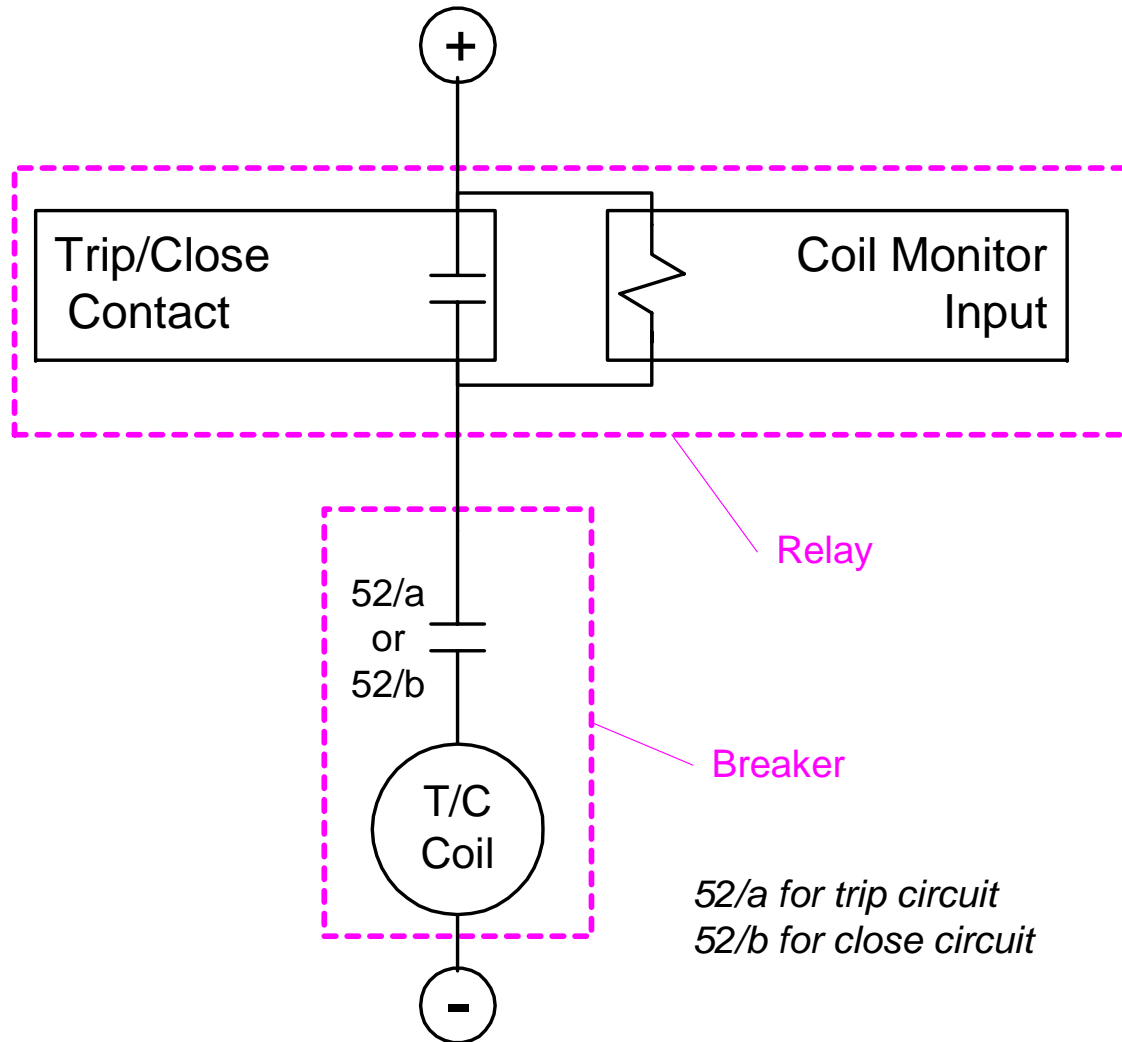 +
Trip/Close
Contact
Coil Monitor
Input
Relay
52/a
or
52/b
Breaker
T/C
Coil
52/a for trip circuit
52/b for close circuit
-